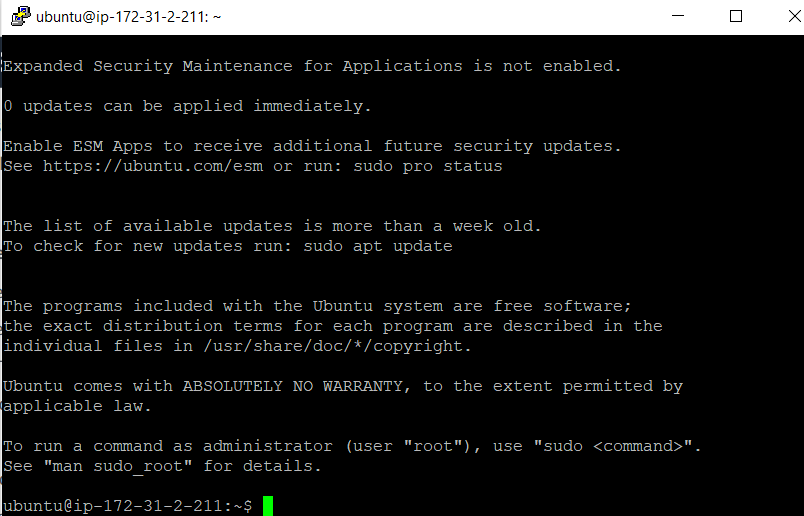 ubuntu@ip-172-31-2-211: ~
Expanded Security Maintenance for Applications is not enabled.
0 updates can be applied immediately.
Enable ESM Apps to receive additional future security updates.
See https://ubuntu.com/esm or run: sudo pro status
The list of available updates is more than a week old.
To check for new updates run: sudo apt update
The programs included with the Ubuntu system are free software;
the exact distribution terms for each program are described in the
individual files in /usr/share/doc/*/copyright.
Ubuntu comes with ABSOLUTELY NO WARRANTY, to the extent permitted by
applicable law.
To run a command as administrator (user "root"), use "sudo <command>".
See "man sudo_root" for details.
ubuntu@ip-172-31-2-211:~$